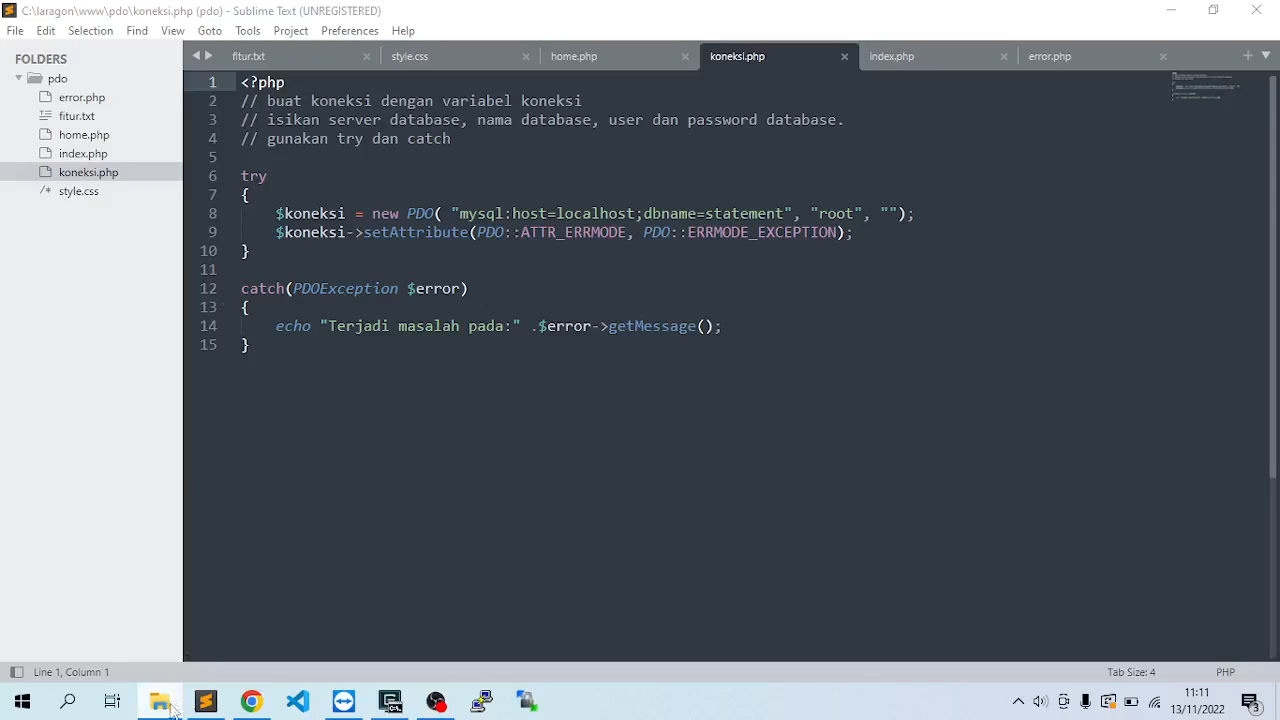 C:\laragon\www\pdo\koneksi.php (pdo) - Sublime Text (UNREGISTERED)
File Edit Selection Find View Goto Tools Project Preferences Help
FOLDERS
pdo
error.php
fitur.txt
home.php
index.php
koneksi.php
style.css
fitur.txt style.css home.php koneksi.php index.php error.php
1 <?php
2 // buat koneksi dengan variabel koneksi
3 // isikan server database, nama database, user dan password database.
4 // gunakan try dan catch
5
6 try
7 {
8 $koneksi = new PDO( "mysql:host=localhost;dbname=statement", "root", "");
9 $koneksi->setAttribute(PDO::ATTR_ERRMODE, PDO::ERRMODE_EXCEPTION);
10 }
11
12 catch(PDOException $error)
13 {
14 echo "Terjadi masalah pada:" .$error->getMessage();
15 }
Line 1, Column 1 Tab Size: 4 PHP
11:11
13/11/2022
3